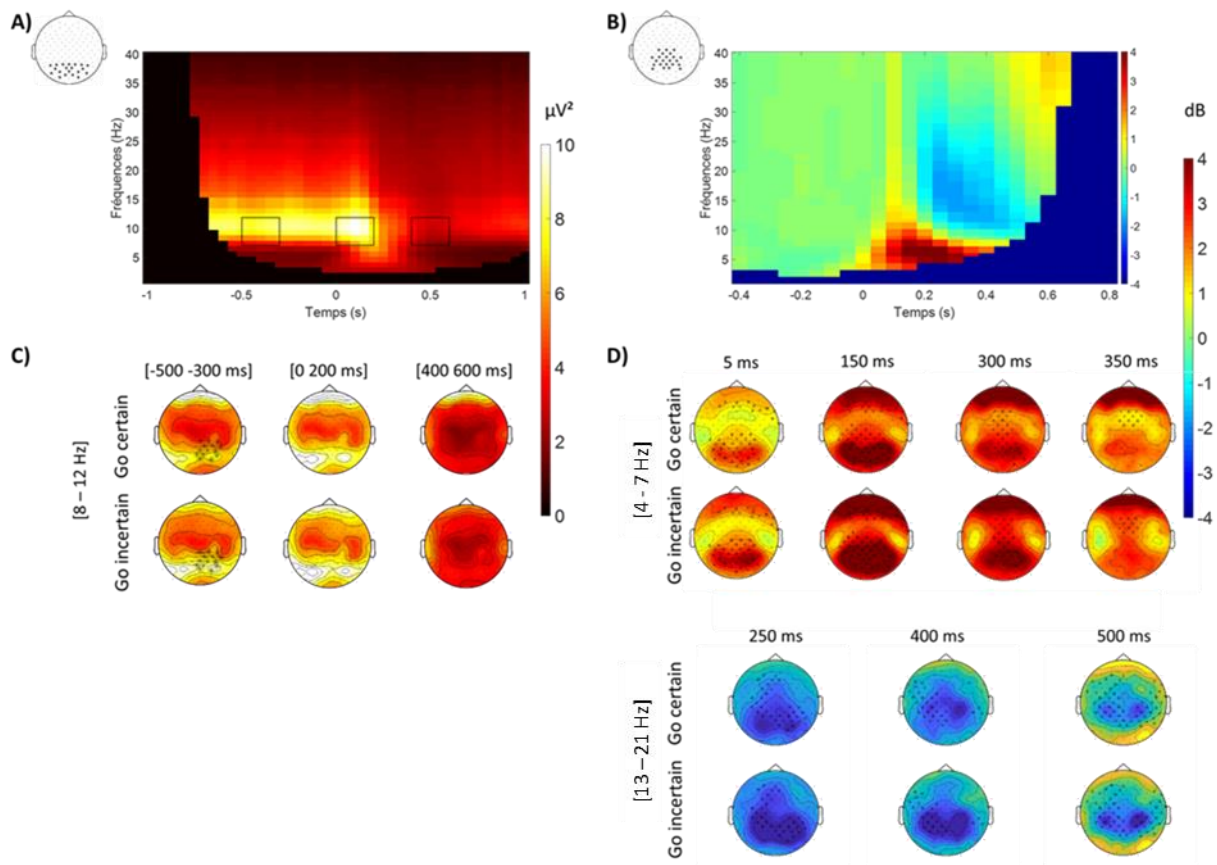 A)
40
35
30
25
20
15
10
5
Fréquences (Hz)
-1 -0.5 0 0.5 1
Temps (s)
µV²
10
8
6
4
2
0
B)
40
35
30
25
20
15
10
5
Fréquences (Hz)
-0.4 -0.2 0 0.2 0.4 0.6 0.8
Temps (s)
4
3
2
1
0
-1
-2
-3
-4
dB
4
3
2
1
0
-1
-2
-3
-4
C)
[-500 -300 ms] [0 200 ms] [400 600 ms]
[8 – 12 Hz]
Go certain
Go incertain
D)
5 ms 150 ms 300 ms 350 ms
[4 - 7 Hz]
Go certain
Go incertain
250 ms 400 ms 500 ms
[13 – 21 Hz]
Go certain
Go incertain